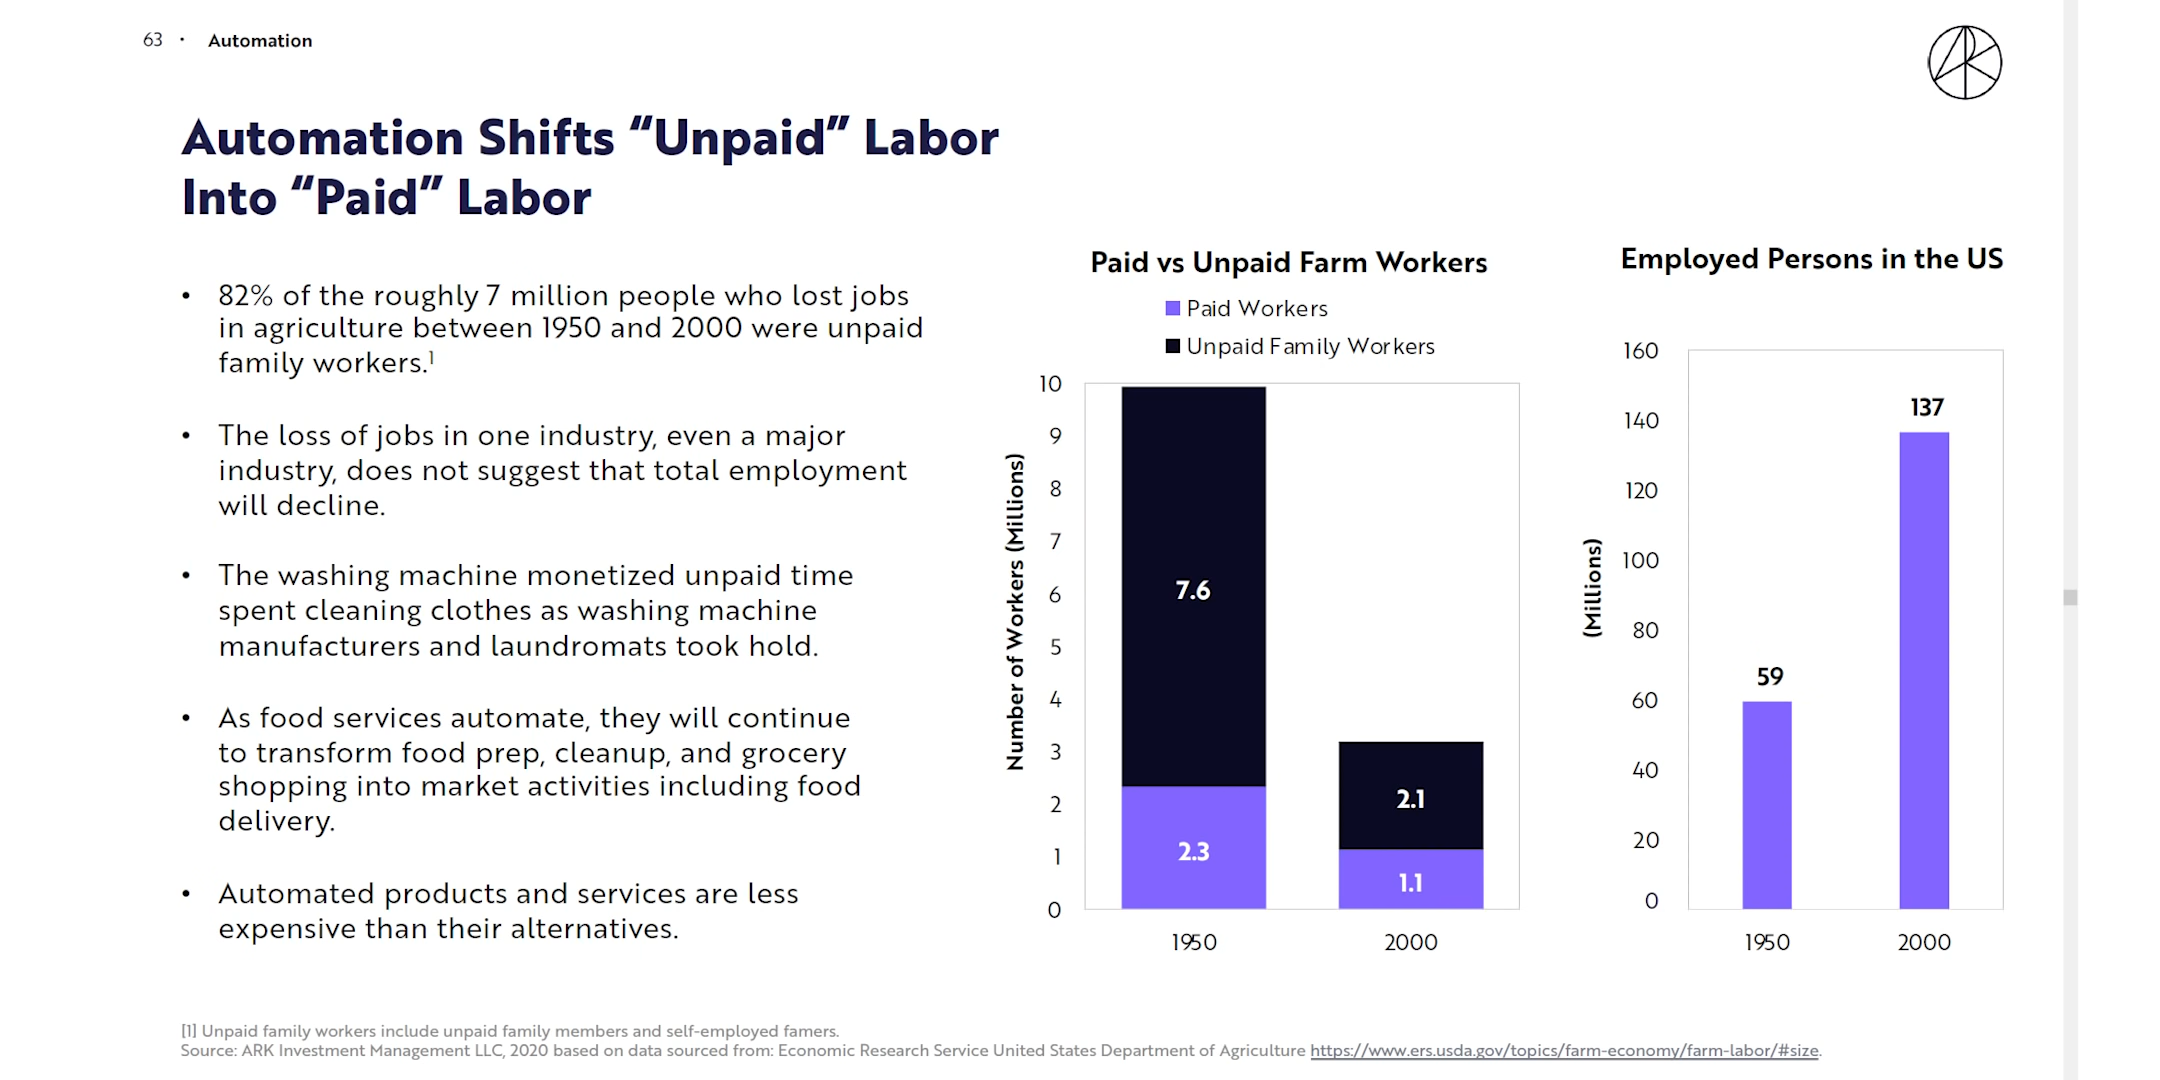 63 • Automation
Automation Shifts “Unpaid” Labor
Into “Paid” Labor
• 82% of the roughly 7 million people who lost jobs
in agriculture between 1950 and 2000 were unpaid
family workers.¹
• The loss of jobs in one industry, even a major
industry, does not suggest that total employment
will decline.
• The washing machine monetized unpaid time
spent cleaning clothes as washing machine
manufacturers and laundromats took hold.
• As food services automate, they will continue
to transform food prep, cleanup, and grocery
shopping into market activities including food
delivery.
• Automated products and services are less
expensive than their alternatives.
Paid vs Unpaid Farm Workers
Paid Workers
Unpaid Family Workers
Number of Workers (Millions)
10
9
8
7
6
5
4
3
2
1
0
7.6
2.3
2.1
1.1
1950 2000
Employed Persons in the US
(Millions)
160
140
120
100
80
60
40
20
0
59
137
1950 2000
[1] Unpaid family workers include unpaid family members and self-employed famers.
Source: ARK Investment Management LLC, 2020 based on data sourced from: Economic Research Service United States Department of Agriculture https://www.ers.usda.gov/topics/farm-economy/farm-labor/#size.